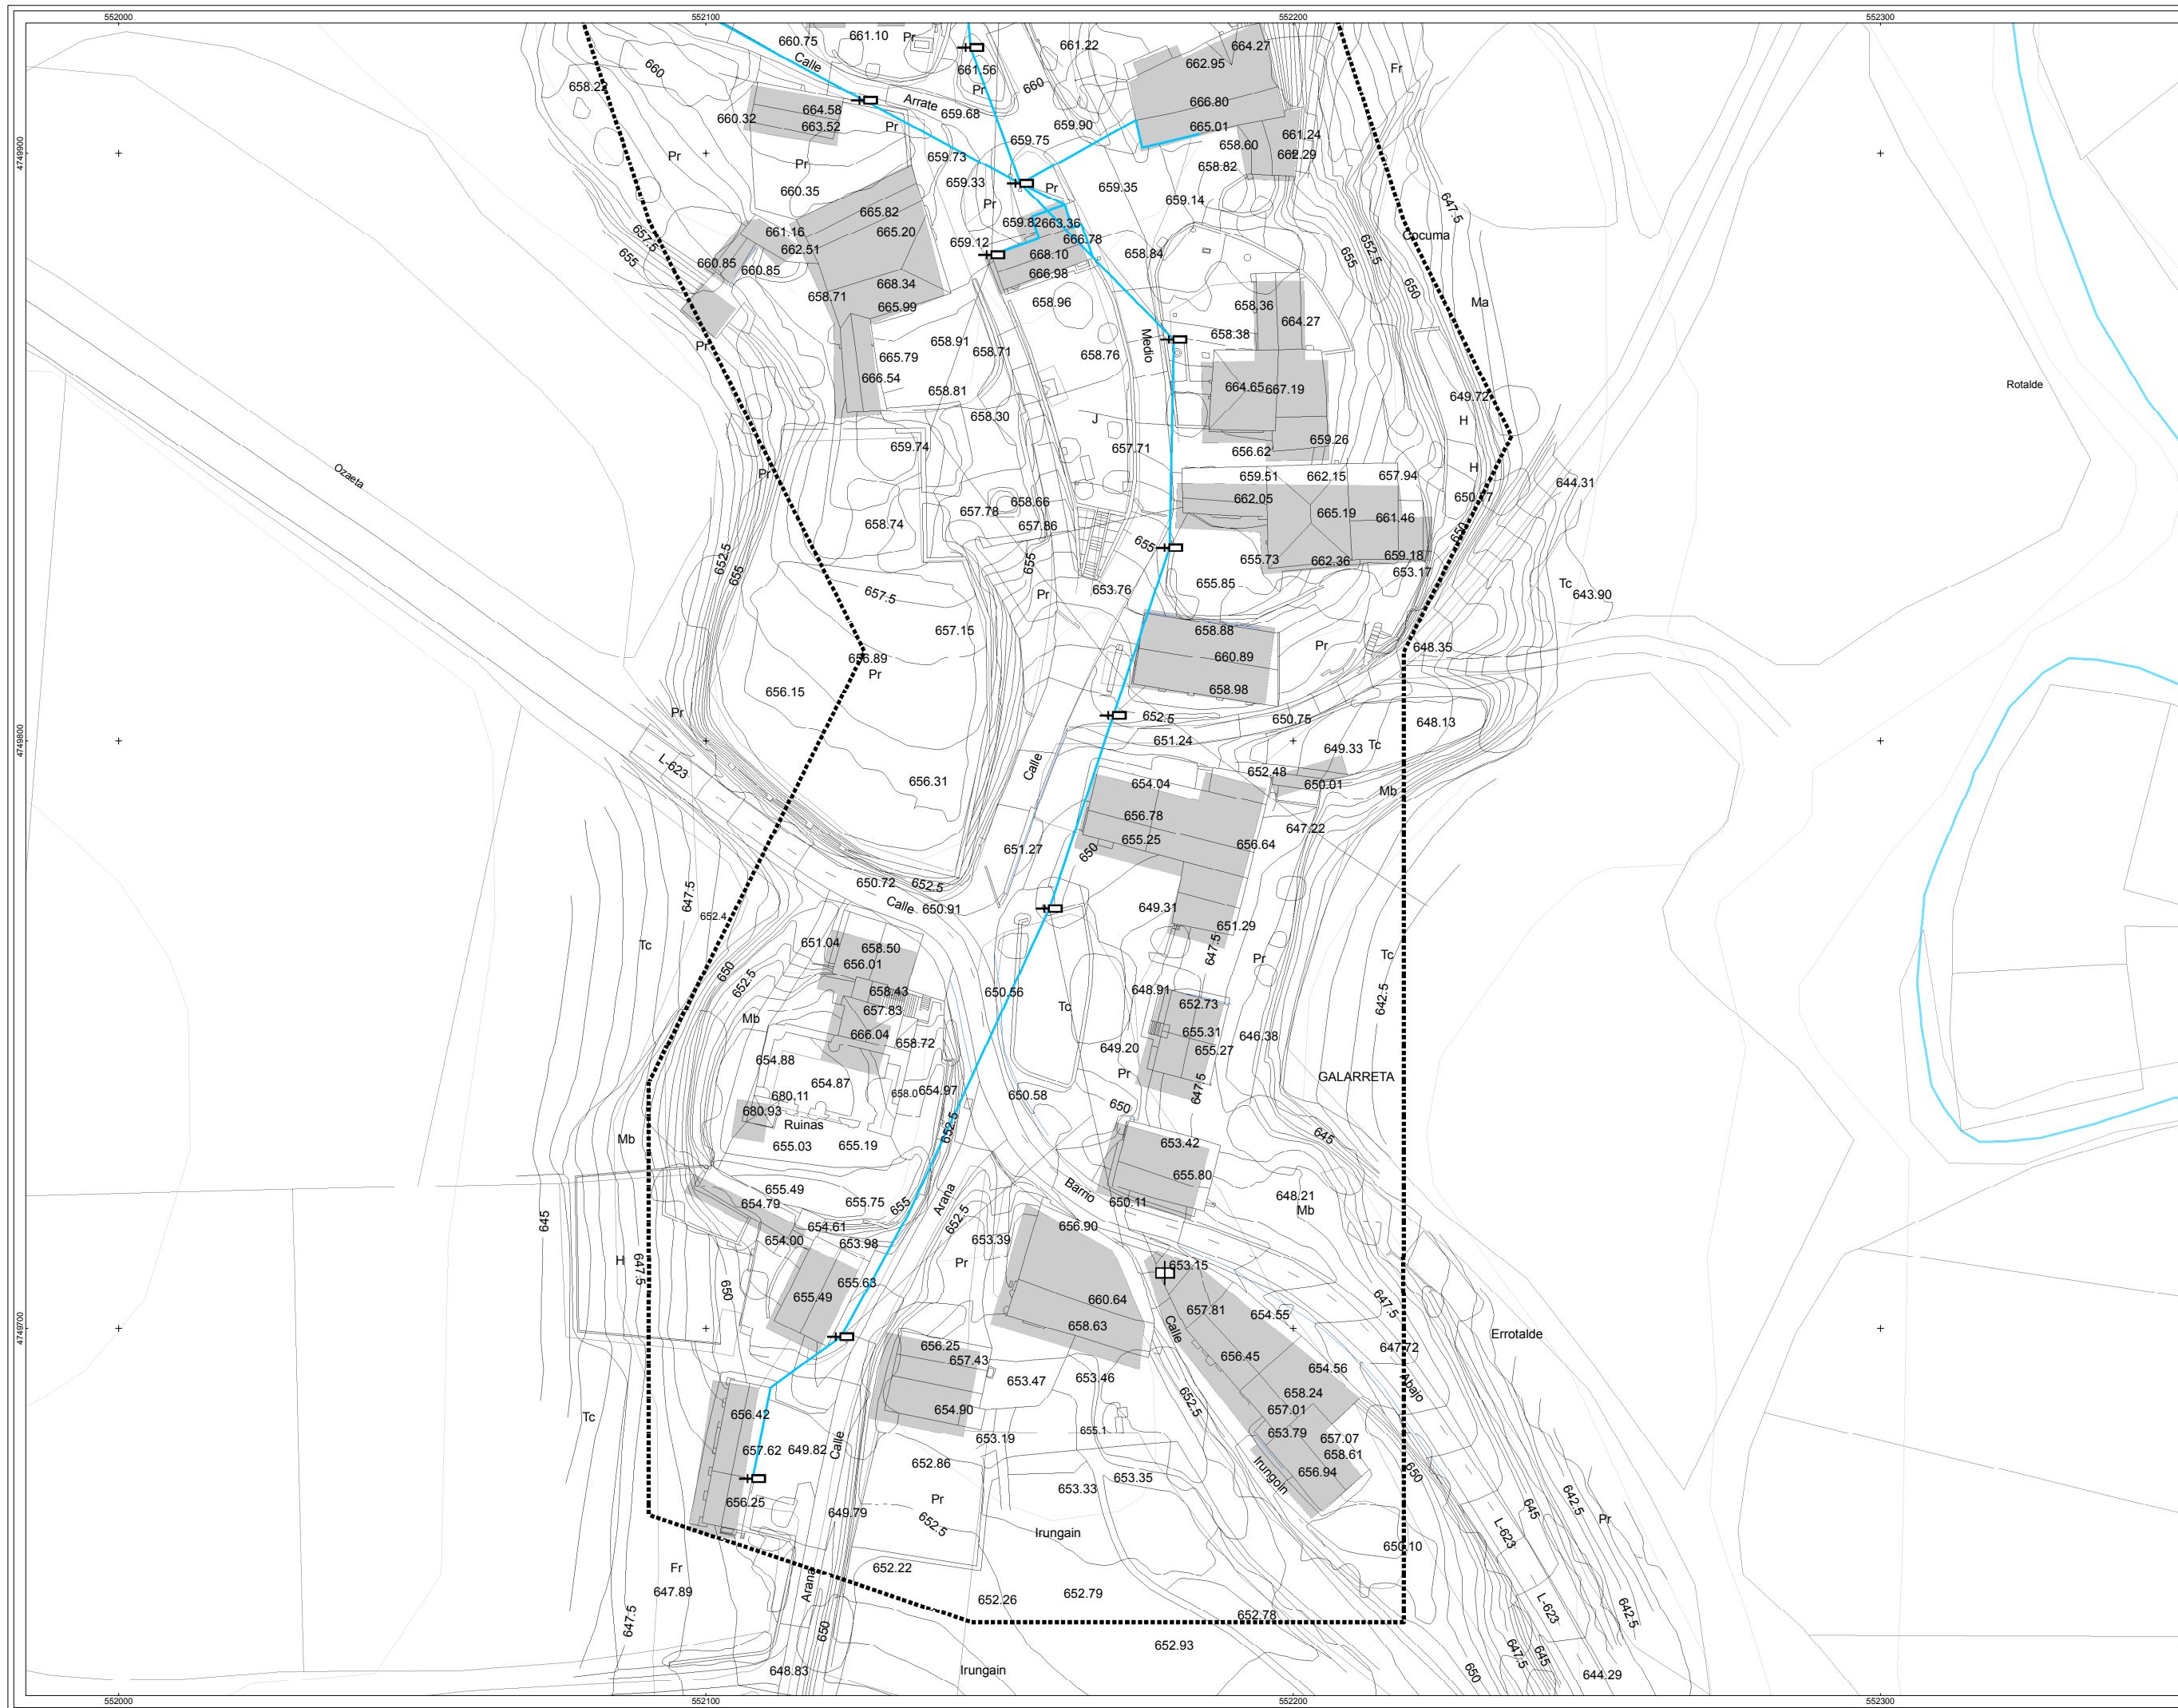 552000 552100 552200 552300
660.75 661.10 Pr 661.22 664.27
Calle 662.95
660 661.56 Fr
658.22 Pr 660
664.58 Arrate 659.68 666.80
660.32 663.52 Pr 659.90 665.01 661.24
4749900 659.75 658.60
Pr Pr 659.73 662.29
658.82
660.35 659.33 Pr 659.35
665.82 Pr 659.14 647.5
661.16 665.20 659.82 663.36
657.5 662.51 659.12 666.78 652.5 Cocuma
655 660.85 660.85 668.10 658.84 655
668.34 666.98 650
658.71 665.99 658.96 658.36 Ma
664.27
658.91 658.71 Medio 658.38
Pr 665.79 658.76
666.54 664.65 667.19 Rotalde
658.81 649.72
658.30 J H
659.74 657.71 656.62 659.26
Ozaeta Pr 659.51 662.15 657.94 H
658.66 662.05 650.17 644.31
657.78 665.19 661.46
658.74 657.86 650
652.5 655 655 655.73 662.36 659.18
655 653.17
657.5 653.76 655.85 Tc
Pr 643.90
657.15 658.88 Pr 648.35
656.89 660.89
Pr 656.15 658.98
Pr 652.5 650.75 648.13
4749800 651.24 649.33 Tc
L-623 Calle 652.48
656.31 654.04 650.01 Mb
656.78
655.25 656.64 647.22
651.27 650
650.72 652.5
647.5 Calle 650.91 649.31
652.4 651.29
Tc 651.04 658.50 647.5 Pr Tc
650 656.01
652.5 658.43 650.56 648.91 652.73 642.5
Mb 657.83 Tc
666.04 658.72 655.31 646.38
654.88 649.20 655.27
654.87 Pr GALARRETA
680.11 658.0 654.97 650.58 647.5
680.93 650
Ruinas 652.5 645
Mb 655.03 655.19 653.42
655.80
655.49 Barrio 648.21
654.79 655.75 655 Arana 650.11 Mb
645 654.61 652.5 656.90
654.00 653.98 653.39
H 647.5 Pr 653.15
650 655.63
655.49 660.64 657.81 654.55 647.5
4749700 658.63 Calle Errotalde
656.25 647.72
657.43 656.45 654.56
653.47 653.46 Abajo
656.42 652.5 658.24
Tc 654.90 657.01
655.1 653.79
657.62 649.82 Calle 653.19 657.07
652.86 653.35 658.61
Irungoin 656.94 650
656.25 653.33
649.79 Pr 645 642.5
652.5 Irungain L-623 Pr
650.10
Fr 652.22
647.89 Arana 652.79 L-623
647.5 652.26 652.78 642.5
650 652.93 647.5
648.83 Irungain 650 645 644.29
552000 552100 552200 552300